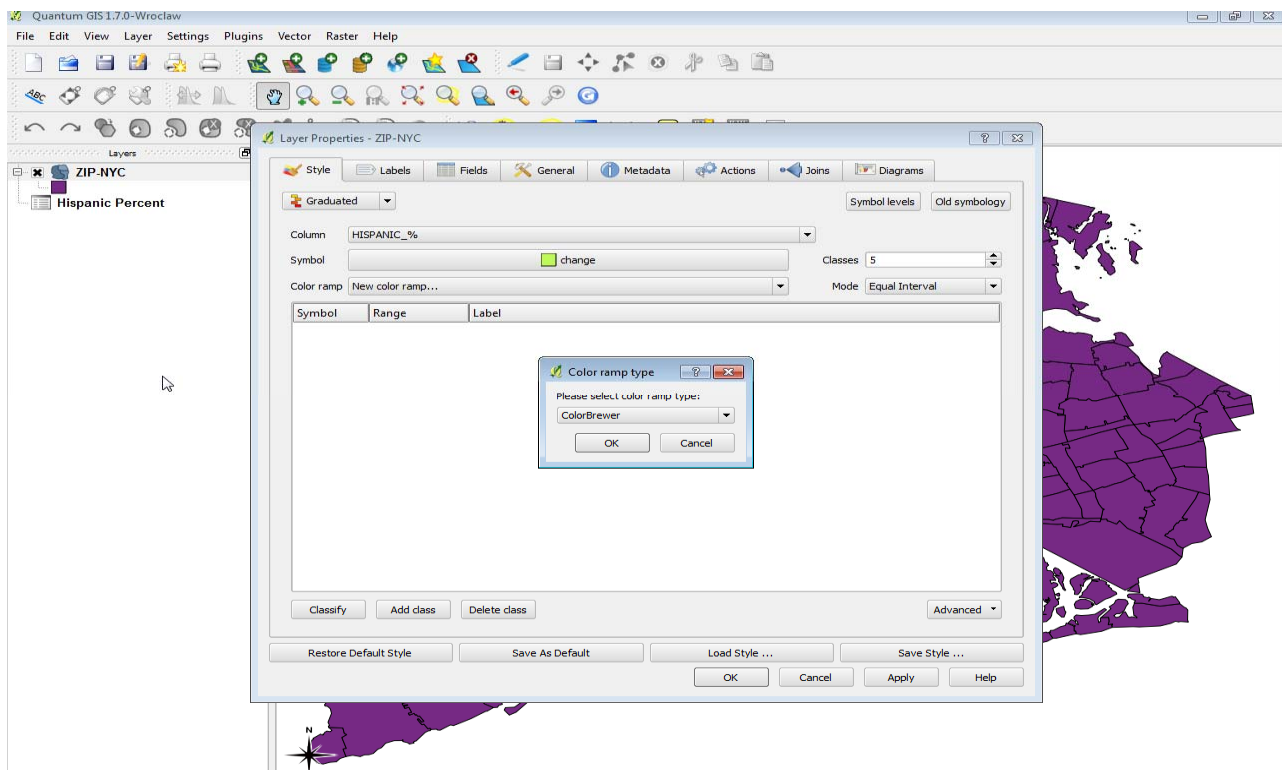 Quantum GIS 1.7.0-Wroclaw
File Edit View Layer Settings Plugins Vector Raster Help
ABC
Layers
ZIP-NYC
Hispanic Percent
Layer Properties - ZIP-NYC
Style Labels Fields General Metadata Actions Joins Diagrams
Graduated Symbol levels Old symbology
Column HISPANIC_%
Symbol change Classes 5
Color ramp New color ramp... Mode Equal Interval
Symbol Range Label
Color ramp type
Please select color ramp type:
ColorBrewer
OK Cancel
Classify Add class Delete class Advanced
Restore Default Style Save As Default Load Style ... Save Style ...
OK Cancel Apply Help
N